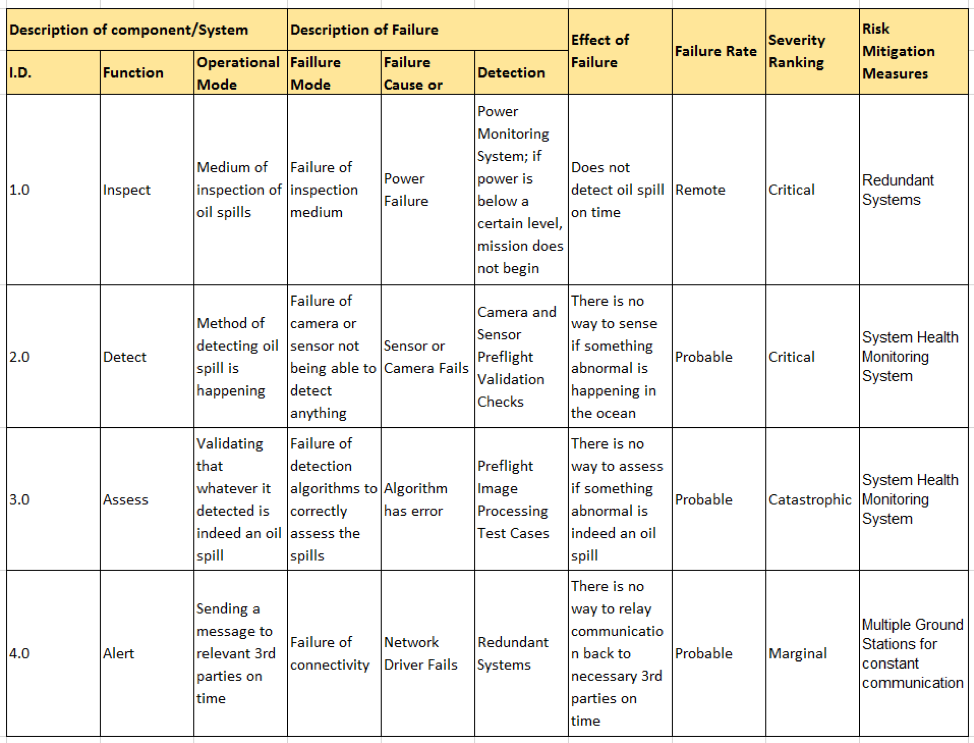 Description of component/System
Description of Failure
Effect of
Failure
Failure Rate
Severity
Ranking
Risk
Mitigation
Measures
I.D.
Function
Operational
Mode
Faillure
Mode
Failure
Cause or
Detection
1.0
Inspect
Medium of
inspection of
oil spills
Failure of
inspection
medium
Power
Failure
Power
Monitoring
System; if
power is
below a
certain level,
mission does
not begin
Does not
detect oil spill
on time
Remote
Critical
Redundant
Systems
2.0
Detect
Method of
detecting oil
spill is
happening
Failure of
camera or
sensor not
being able to
detect
anything
Sensor or
Camera Fails
Camera and
Sensor
Preflight
Validation
Checks
There is no
way to sense
if something
abnormal is
happening in
the ocean
Probable
Critical
System Health
Monitoring
System
3.0
Assess
Validating
that
whatever it
detected is
indeed an oil
spill
Failure of
detection
algorithms to
correctly
assess the
spills
Algorithm
has error
Preflight
Image
Processing
Test Cases
There is no
way to assess
if something
abnormal is
indeed an oil
spill
Probable
Catastrophic
System Health
Monitoring
System
4.0
Alert
Sending a
message to
relevant 3rd
parties on
time
Failure of
connectivity
Network
Driver Fails
Redundant
Systems
There is no
way to relay
communicatio
n back to
necessary 3rd
parties on
time
Probable
Marginal
Multiple Ground
Stations for
constant
communication